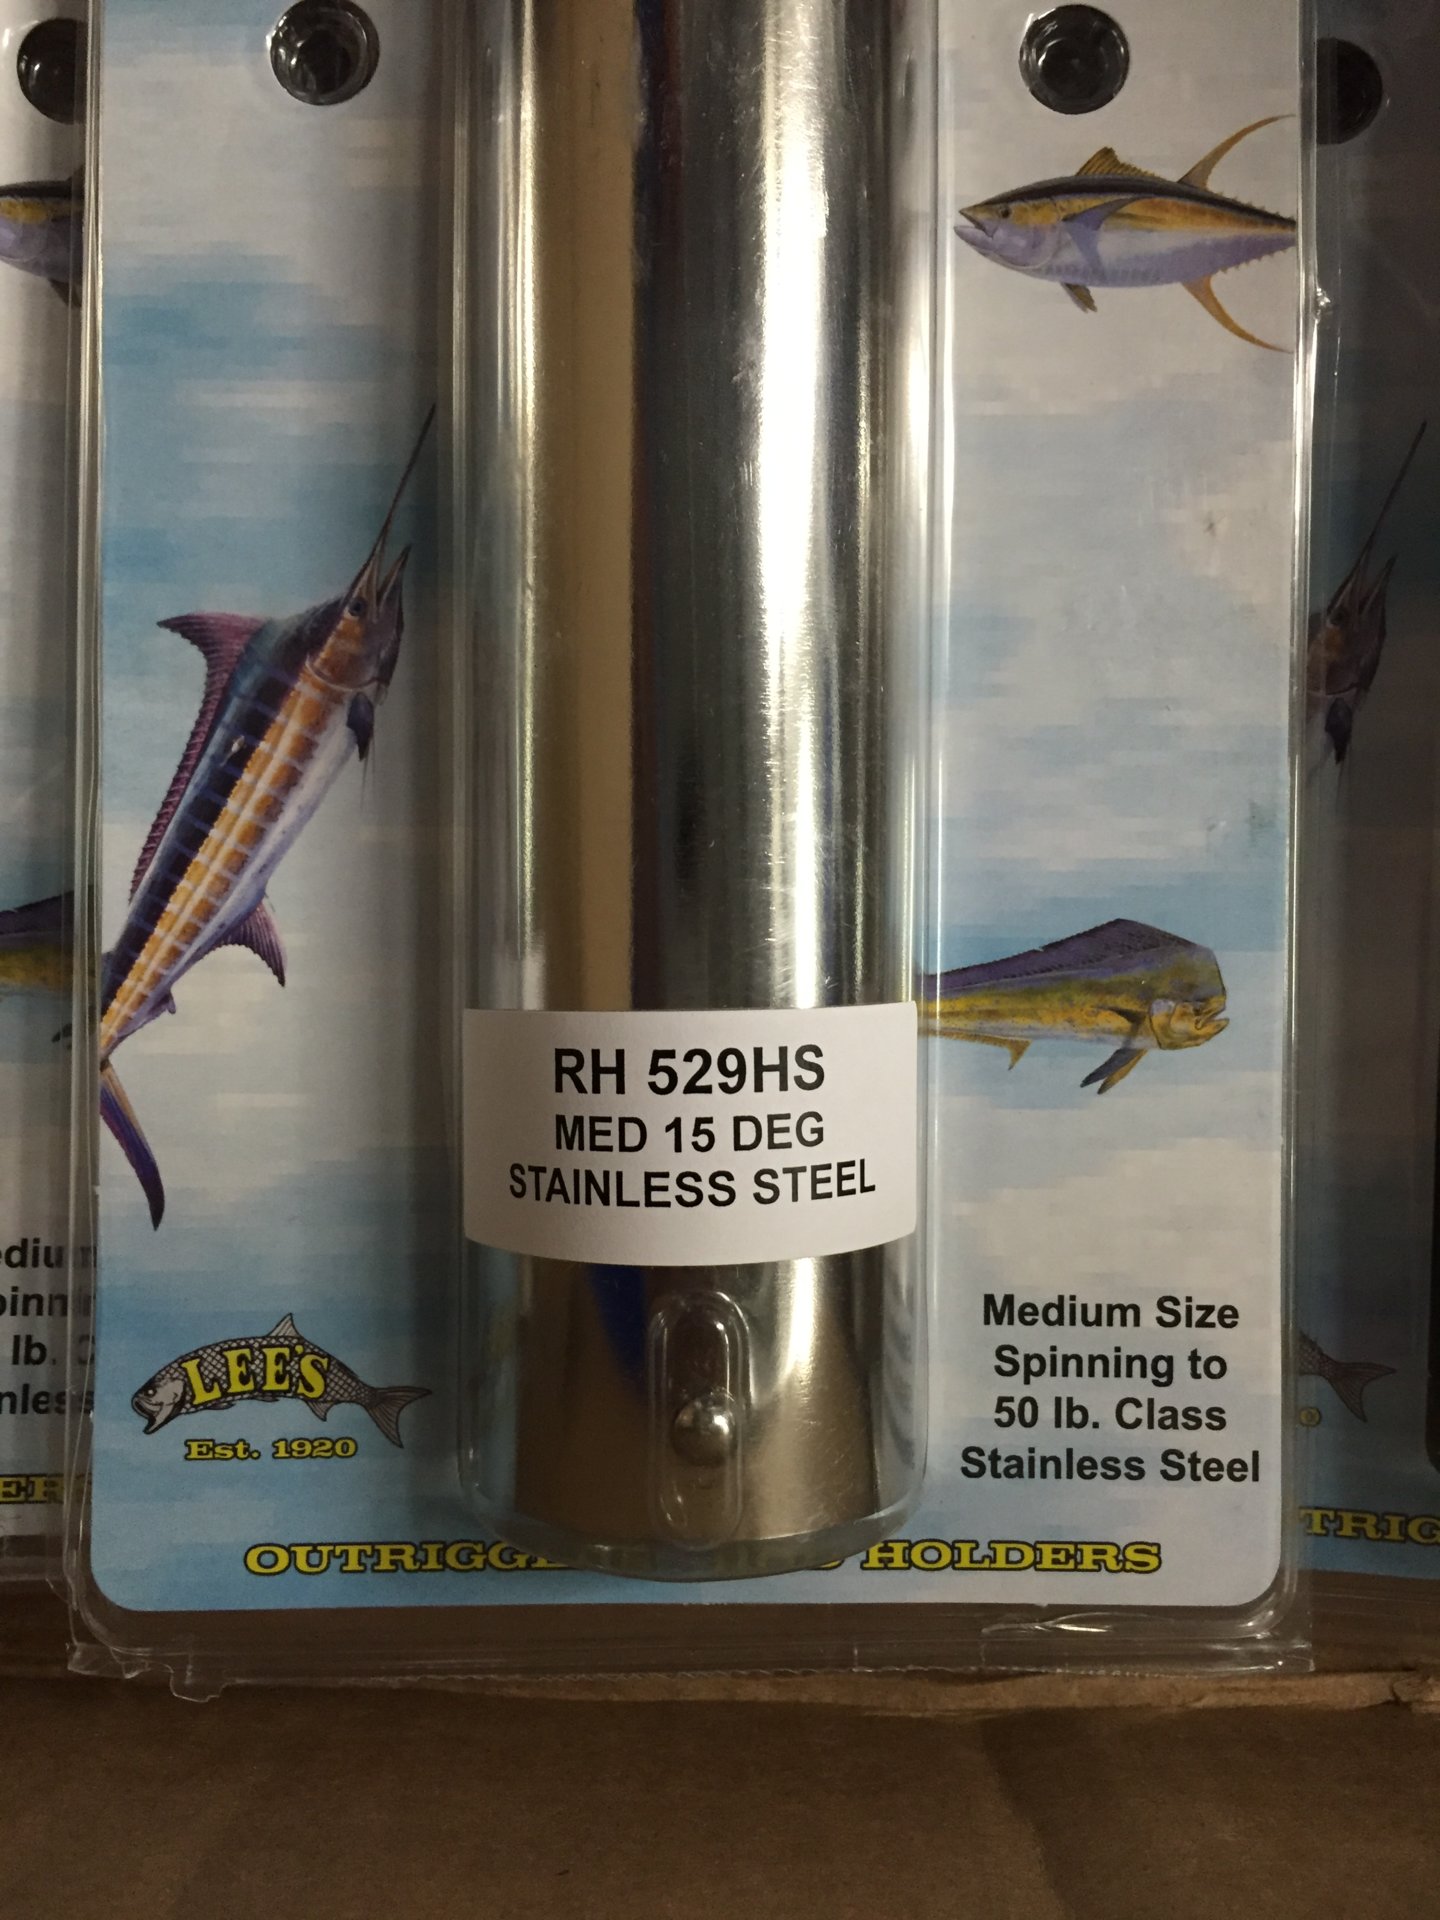 RH 529HS
MED 15 DEG
STAINLESS STEEL
LEE'S
Est. 1920
Medium Size
Spinning to
50 lb. Class
Stainless Steel
HOLDERS
lb.